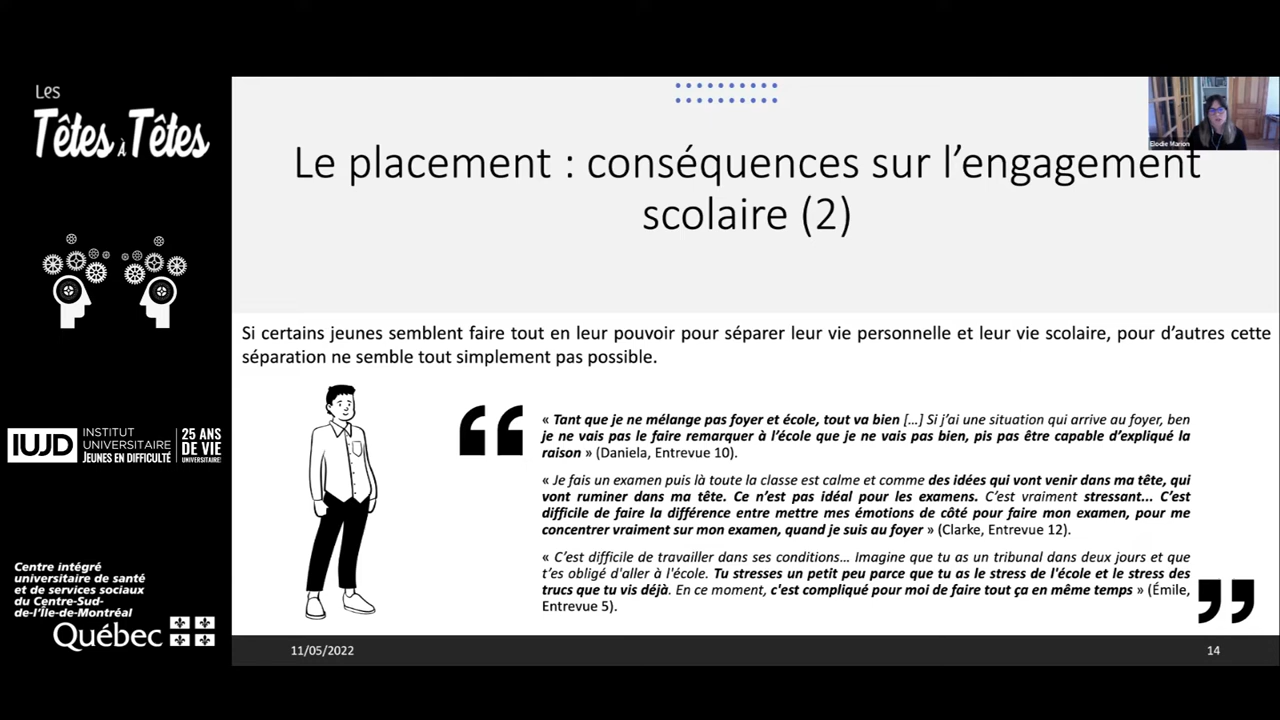 Les
Têtes à Têtes
IUJD
INSTITUT
UNIVERSITAIRE
JEUNES EN DIFFICULTÉ
25 ANS
DE VIE
UNIVERSITAIRE!
Centre intégré
universitaire de santé
et de services sociaux
du Centre-Sud-
de-l'Île-de-Montréal
Québec
Elodie Marion
Le placement : conséquences sur l’engagement
scolaire (2)
Si certains jeunes semblent faire tout en leur pouvoir pour séparer leur vie personnelle et leur vie scolaire, pour d’autres cette
séparation ne semble tout simplement pas possible.
« Tant que je ne mélange pas foyer et école, tout va bien […] Si j’ai une situation qui arrive au foyer, ben
je ne vais pas le faire remarquer à l’école que je ne vais pas bien, pis pas être capable d’expliqué la
raison » (Daniela, Entrevue 10).
« Je fais un examen puis là toute la classe est calme et comme des idées qui vont venir dans ma tête, qui
vont ruminer dans ma tête. Ce n’est pas idéal pour les examens. C’est vraiment stressant... C’est
difficile de faire la différence entre mettre mes émotions de côté pour faire mon examen, pour me
concentrer vraiment sur mon examen, quand je suis au foyer » (Clarke, Entrevue 12).
« C’est difficile de travailler dans ses conditions… Imagine que tu as un tribunal dans deux jours et que
t’es obligé d'aller à l'école. Tu stresses un petit peu parce que tu as le stress de l'école et le stress des
trucs que tu vis déjà. En ce moment, c'est compliqué pour moi de faire tout ça en même temps » (Émile,
Entrevue 5).
11/05/2022
14